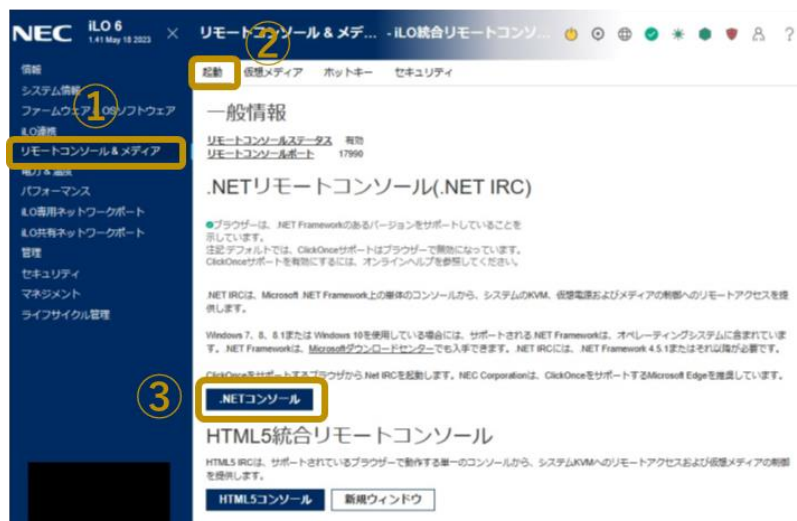 NEC iLO 6
1.41 May 18 2023
リモートコンソール & メデ... - iLO統合リモートコンソ...
?
②
起動 仮想メディア ホットキー セキュリティ
情報
システム情報
①
ファームウェア & OSソフトウェア
iLO連携
リモートコンソール & メディア
電力 & 温度
パフォーマンス
iLO専用ネットワークポート
iLO共有ネットワークポート
管理
セキュリティ
マネジメント
ライフサイクル管理
一般情報
リモートコンソールステータス 有効
リモートコンソールポート 17990
.NETリモートコンソール(.NET IRC)
ブラウザーは、.NET Frameworkのあるバージョンをサポートしていることを
示しています。
注記:デフォルトでは、ClickOnceサポートはブラウザーで無効になっています。
ClickOnceサポートを有効にするには、オンラインヘルプを参照してください。
.NET IRCは、Microsoft .NET Framework上の単体のコンソールから、システムのKVM、仮想電源およびメディアの制御へのリモートアクセスを提
供します。
Windows 7、8、8.1または Windows 10を使用している場合には、サポートされる.NET Frameworkは、オペレーティングシステムに含まれていま
す。.NET Frameworkは、Microsoftダウンロードセンターでも入手できます。.NET IRCには、.NET Framework 4.5.1またはそれ以降が必要です。
ClickOnceをサポートするブラウザから.Net IRCを起動します。NEC Corporationは、ClickOnceをサポートするMicrosoft Edgeを推奨しています。
③
.NETコンソール
HTML5統合リモートコンソール
HTML5 IRCは、サポートされているブラウザーで動作する単一のコンソールから、システムKVMへのリモートアクセスおよび仮想メディアの制御
を提供します。
HTML5コンソール 新規ウィンドウ